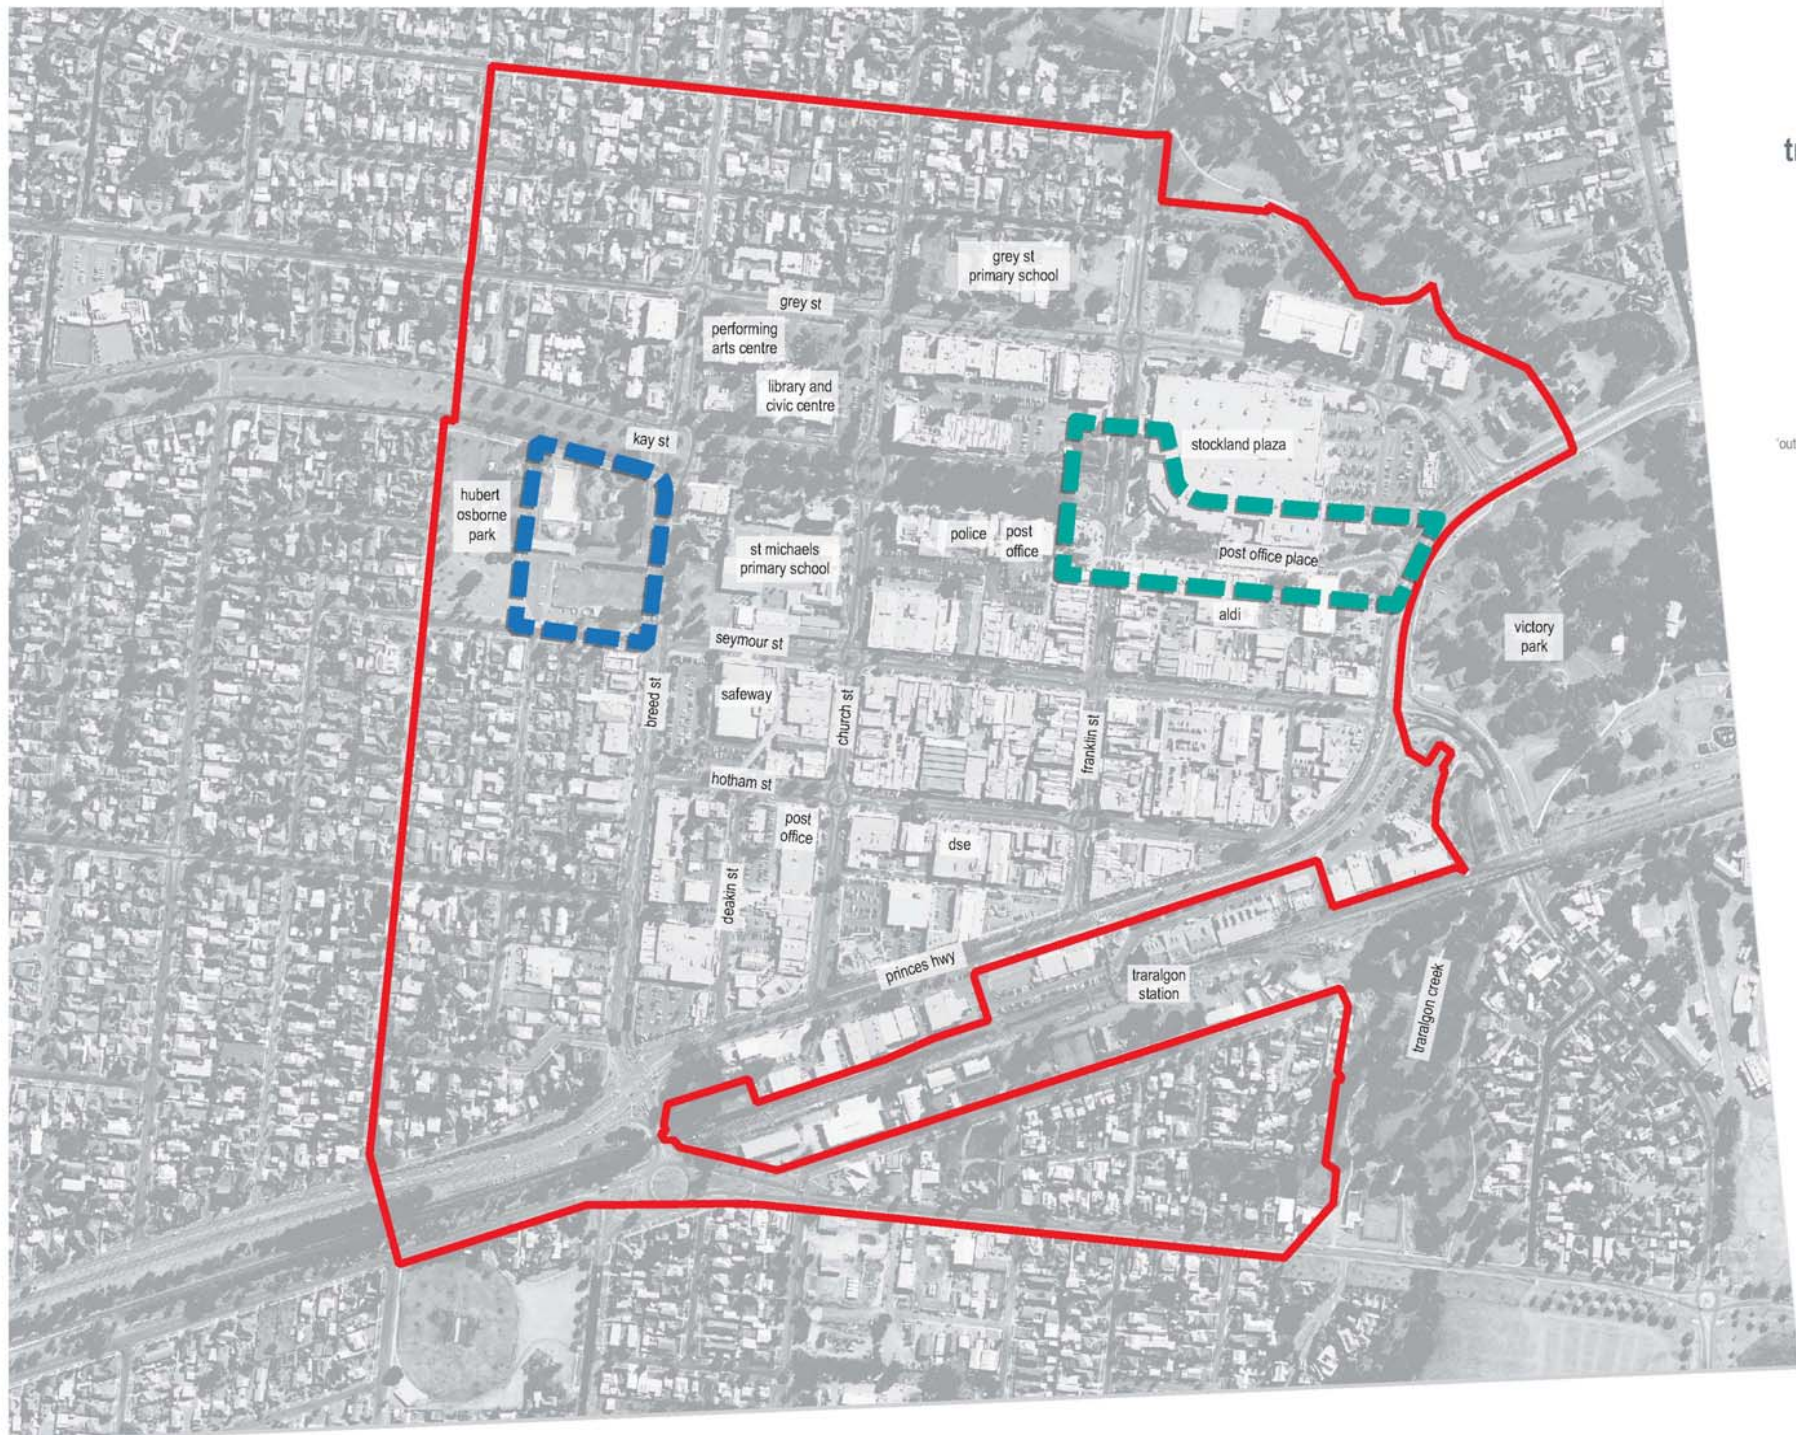 grey st
primary school
grey st
performing
arts centre
library and
civic centre
kay st
stockland plaza
hubert
osborne
park
police
post
office
st michaels
primary school
post office place
aldi
victory
park
seymour st
safeway
breed st
church st
franklin st
hotham st
post
office
dse
deakin st
princes hwy
traralgon
station
traralgon creek
'out